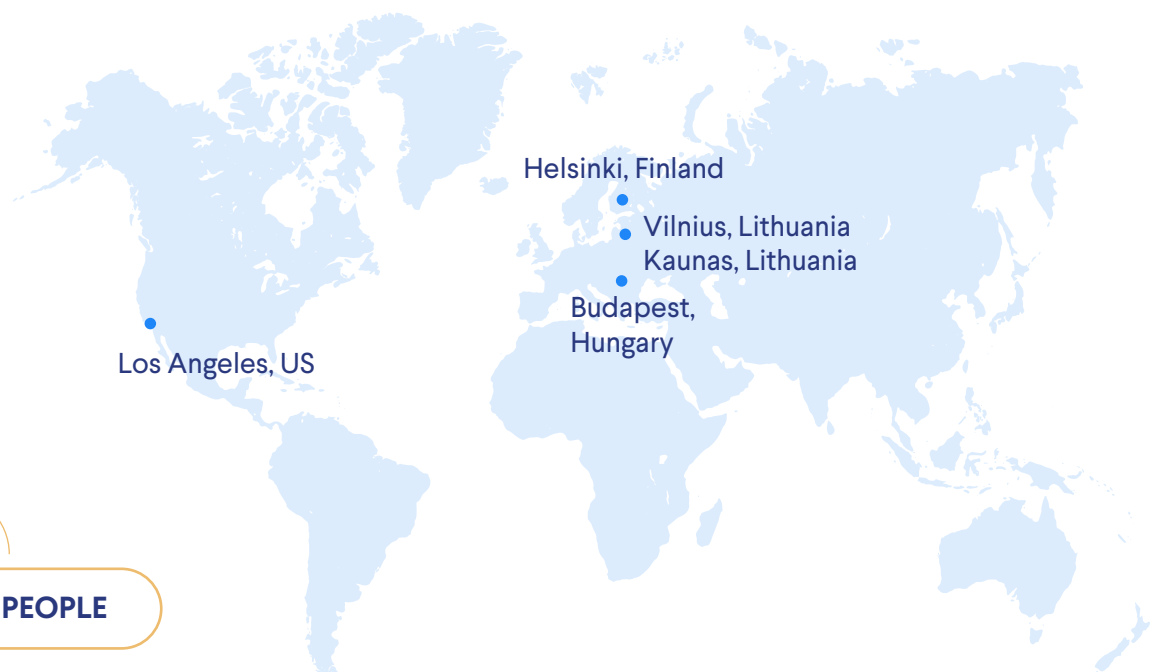 Helsinki, Finland
Vilnius, Lithuania
Kaunas, Lithuania
Budapest,
Hungary
Los Angeles, US
PEOPLE